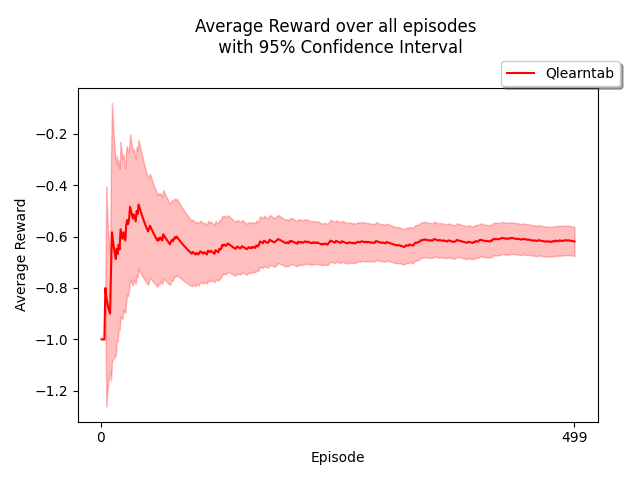 Average Reward over all episodes
with 95% Confidence Interval
Qlearntab
−0.2
−0.4
−0.6
−0.8
−1.0
−1.2
Average Reward
0
499
Episode